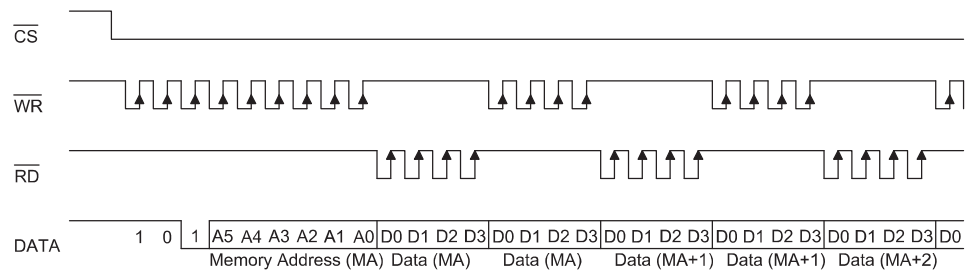 CS
WR
RD
DATA 1 0 1 A5 A4 A3 A2 A1 A0 D0 D1 D2 D3 D0 D1 D2 D3 D0 D1 D2 D3 D0 D1 D2 D3 D0 D1 D2 D3 D0
Memory Address (MA) Data (MA) Data (MA) Data (MA+1) Data (MA+1) Data (MA+2)